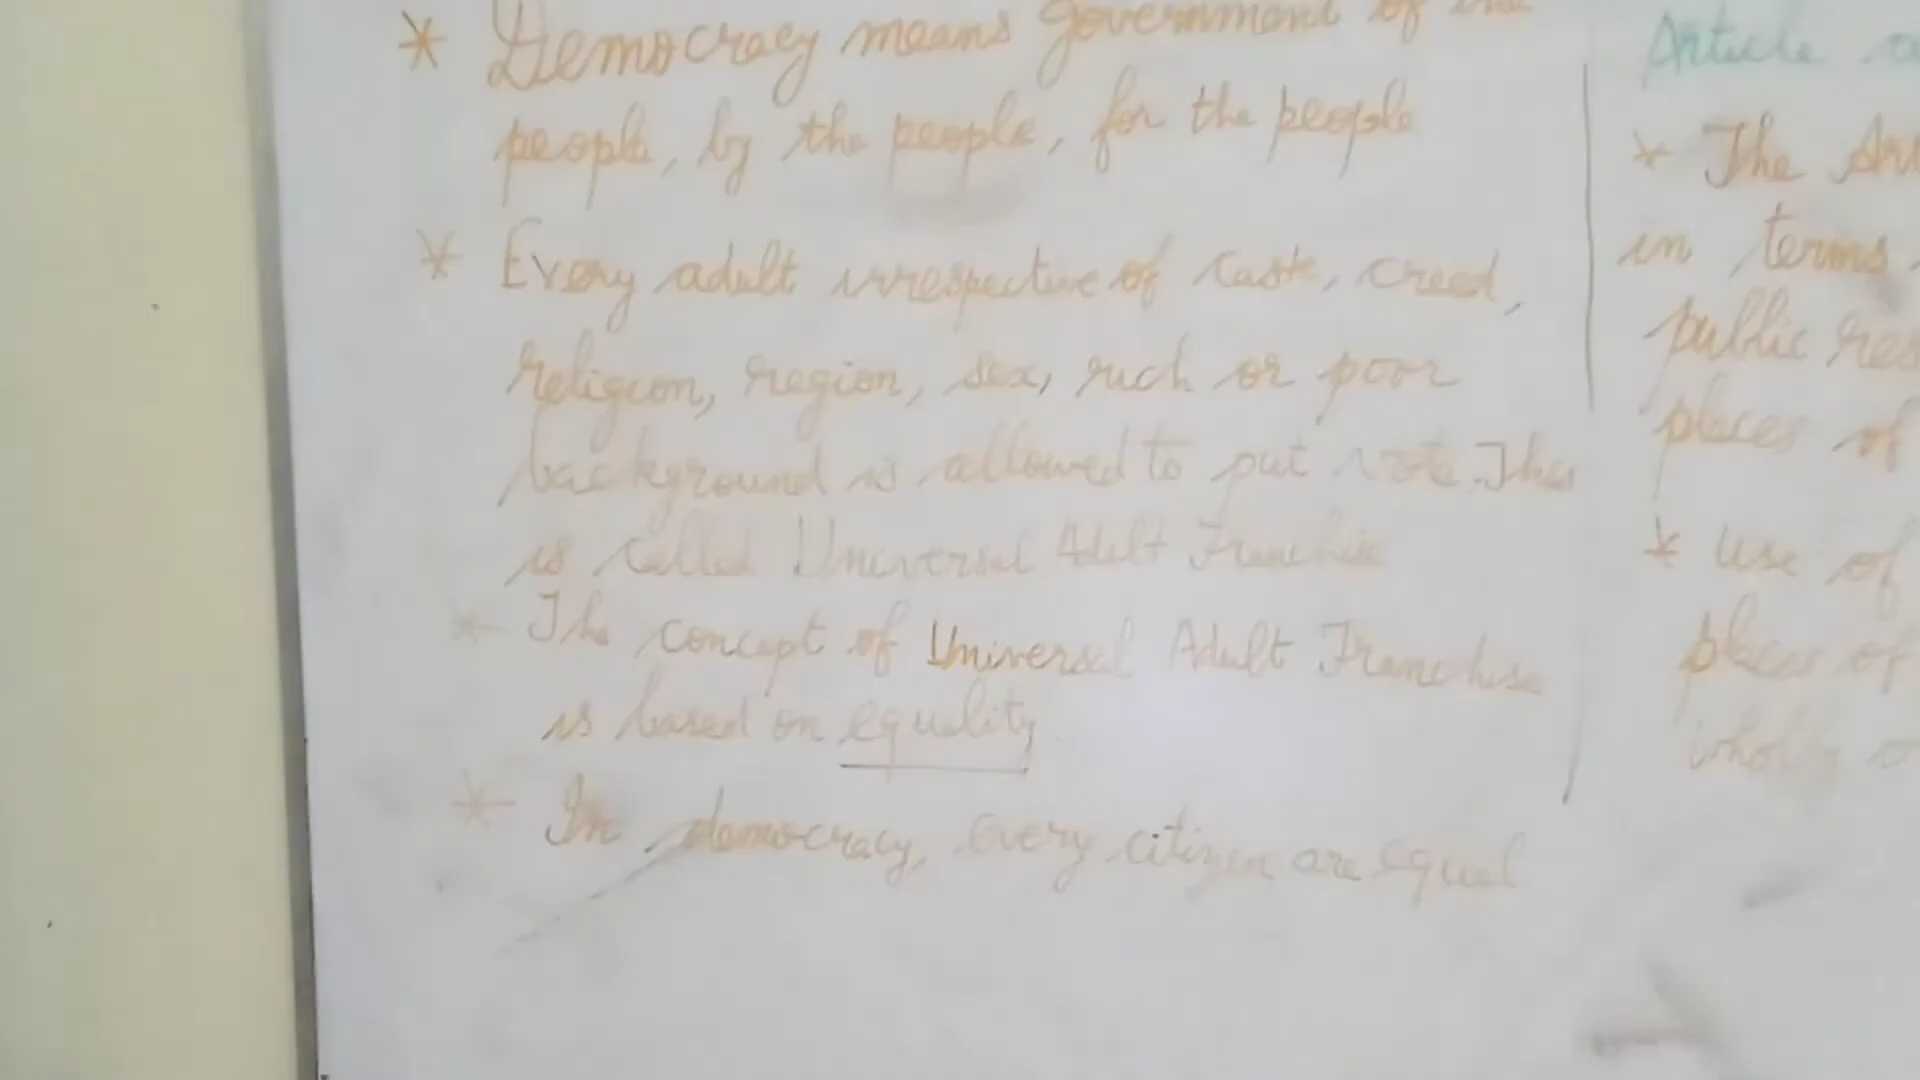 * Democracy means Government of the
people, by the people, for the people
* Every adult irrespective of caste, creed,
religion, region, sex, rich or poor
background is allowed to put vote. This
is called Universal Adult Franchise
* The concept of Universal Adult Franchise
is based on equality
* In democracy, every citizen are equal
Article
* The
in terms
public
places of
* Use of
places of
wholly